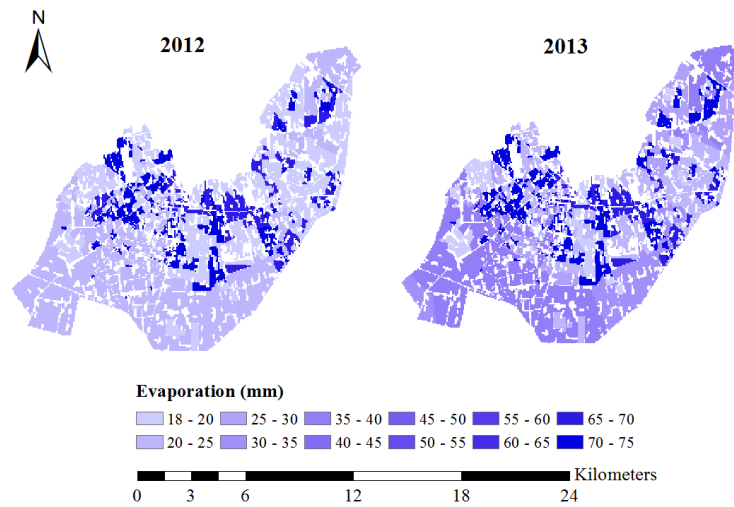 N
2012
2013
Evaporation (mm)
18 - 20 25 - 30 35 - 40 45 - 50 55 - 60 65 - 70
20 - 25 30 - 35 40 - 45 50 - 55 60 - 65 70 - 75
Kilometers
0 3 6 12 18 24